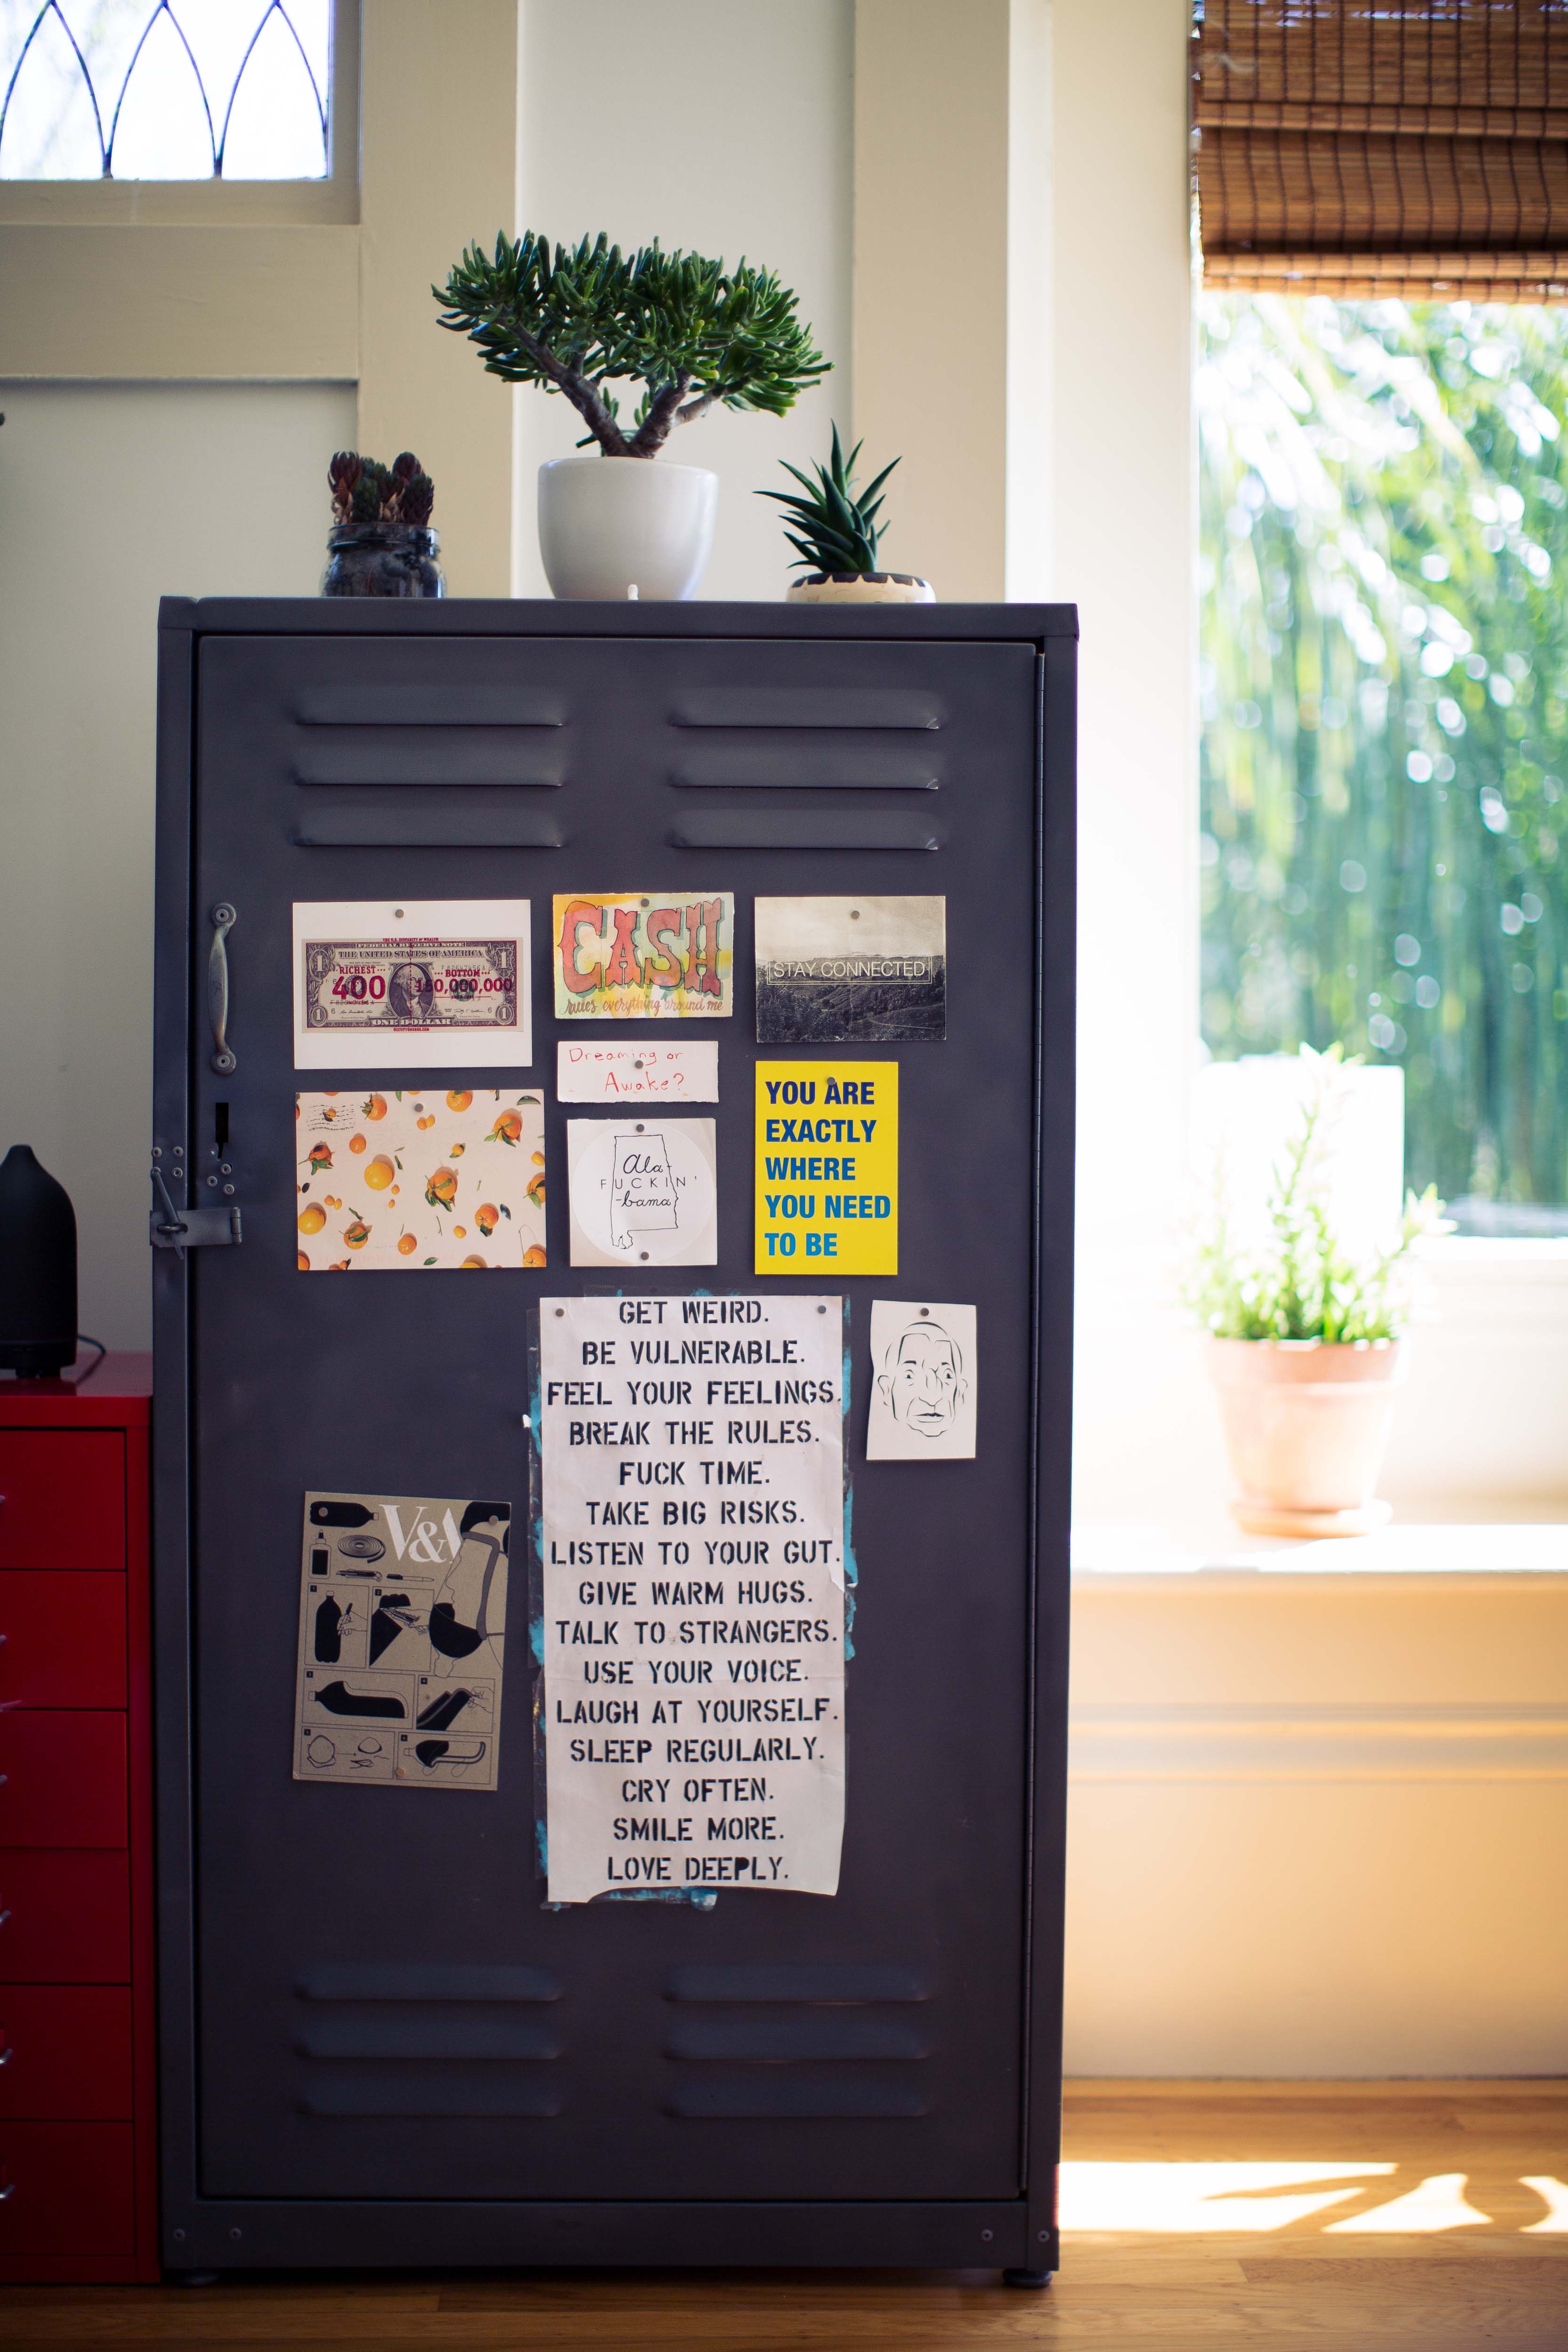 THE UNITED STATES OF AMERICA
RICHEST...
400
BOTTOM...
150,000,000
ONE DOLLAR
CASH
rules everything around me
STAY CONNECTED
Dreaming or
Awake?
Ala
FUCKIN'
-bama
YOU ARE
EXACTLY
WHERE
YOU NEED
TO BE
GET WEIRD.
BE VULNERABLE.
FEEL YOUR FEELINGS.
BREAK THE RULES.
FUCK TIME.
TAKE BIG RISKS.
LISTEN TO YOUR GUT.
GIVE WARM HUGS.
TALK TO STRANGERS.
USE YOUR VOICE.
LAUGH AT YOURSELF.
SLEEP REGULARLY.
CRY OFTEN.
SMILE MORE.
LOVE DEEPLY.
V&A